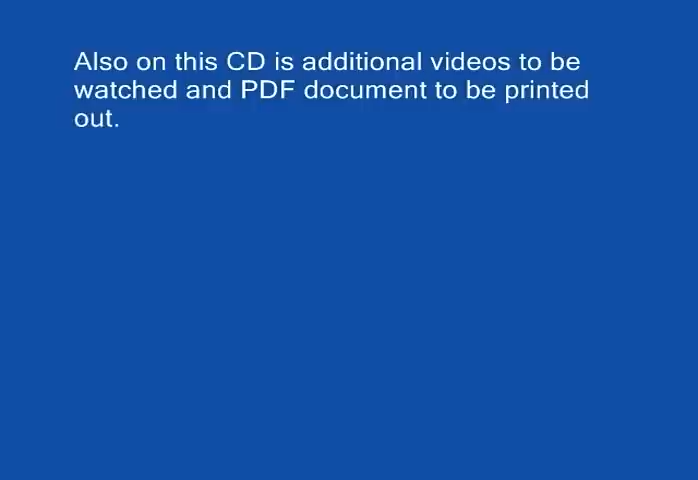 Also on this CD is additional videos to be
watched and PDF document to be printed
out.